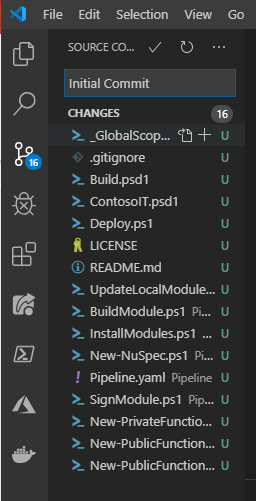 File Edit Selection View Go
SOURCE CO... ...
Initial Commit
CHANGES 16
_GlobalScop... U
.gitignore U
Build.psd1 U
ContosoIT.psd1 U
Deploy.ps1 U
LICENSE U
README.md U
UpdateLocalModule... U
BuildModule.ps1 Pi... U
InstallModules.ps1 ... U
New-NuSpec.ps1 Pi... U
Pipeline.yaml Pipeline U
SignModule.ps1 Pip... U
New-PrivateFunctio... U
New-PublicFunction... U
New-PublicFunction... U
16